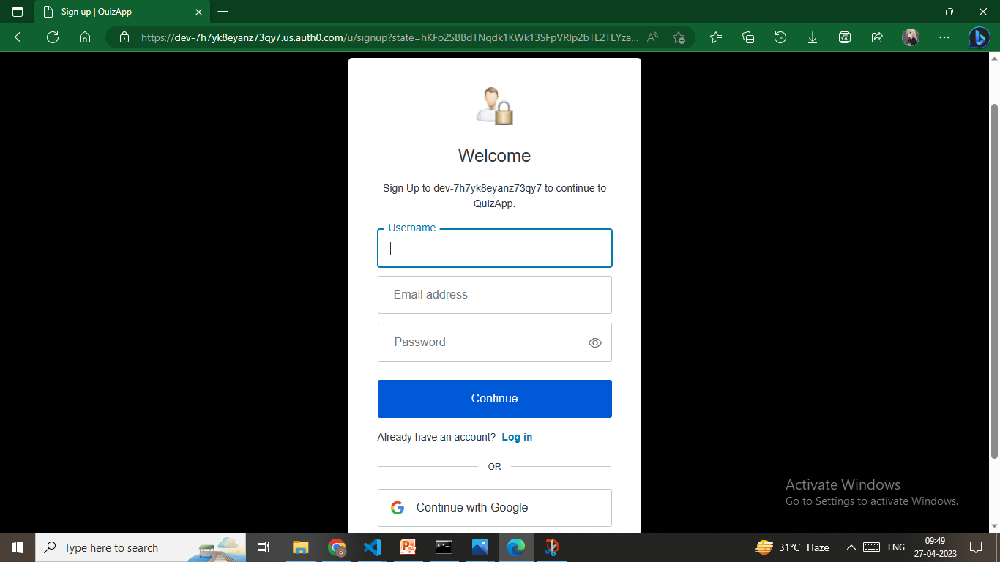 Sign up | QuizApp
https://dev-7h7yk8eyanz73qy7.us.auth0.com/u/signup?state=hKFo2SBBdTNqdk1KWk13SFpVRlp2bTE2TEYza...
Welcome
Sign Up to dev-7h7yk8eyanz73qy7 to continue to
QuizApp.
Username
Email address
Password
Continue
Already have an account? Log in
OR
Continue with Google
Activate Windows
Go to Settings to activate Windows.
Type here to search
31°C Haze
ENG
09:49
27-04-2023